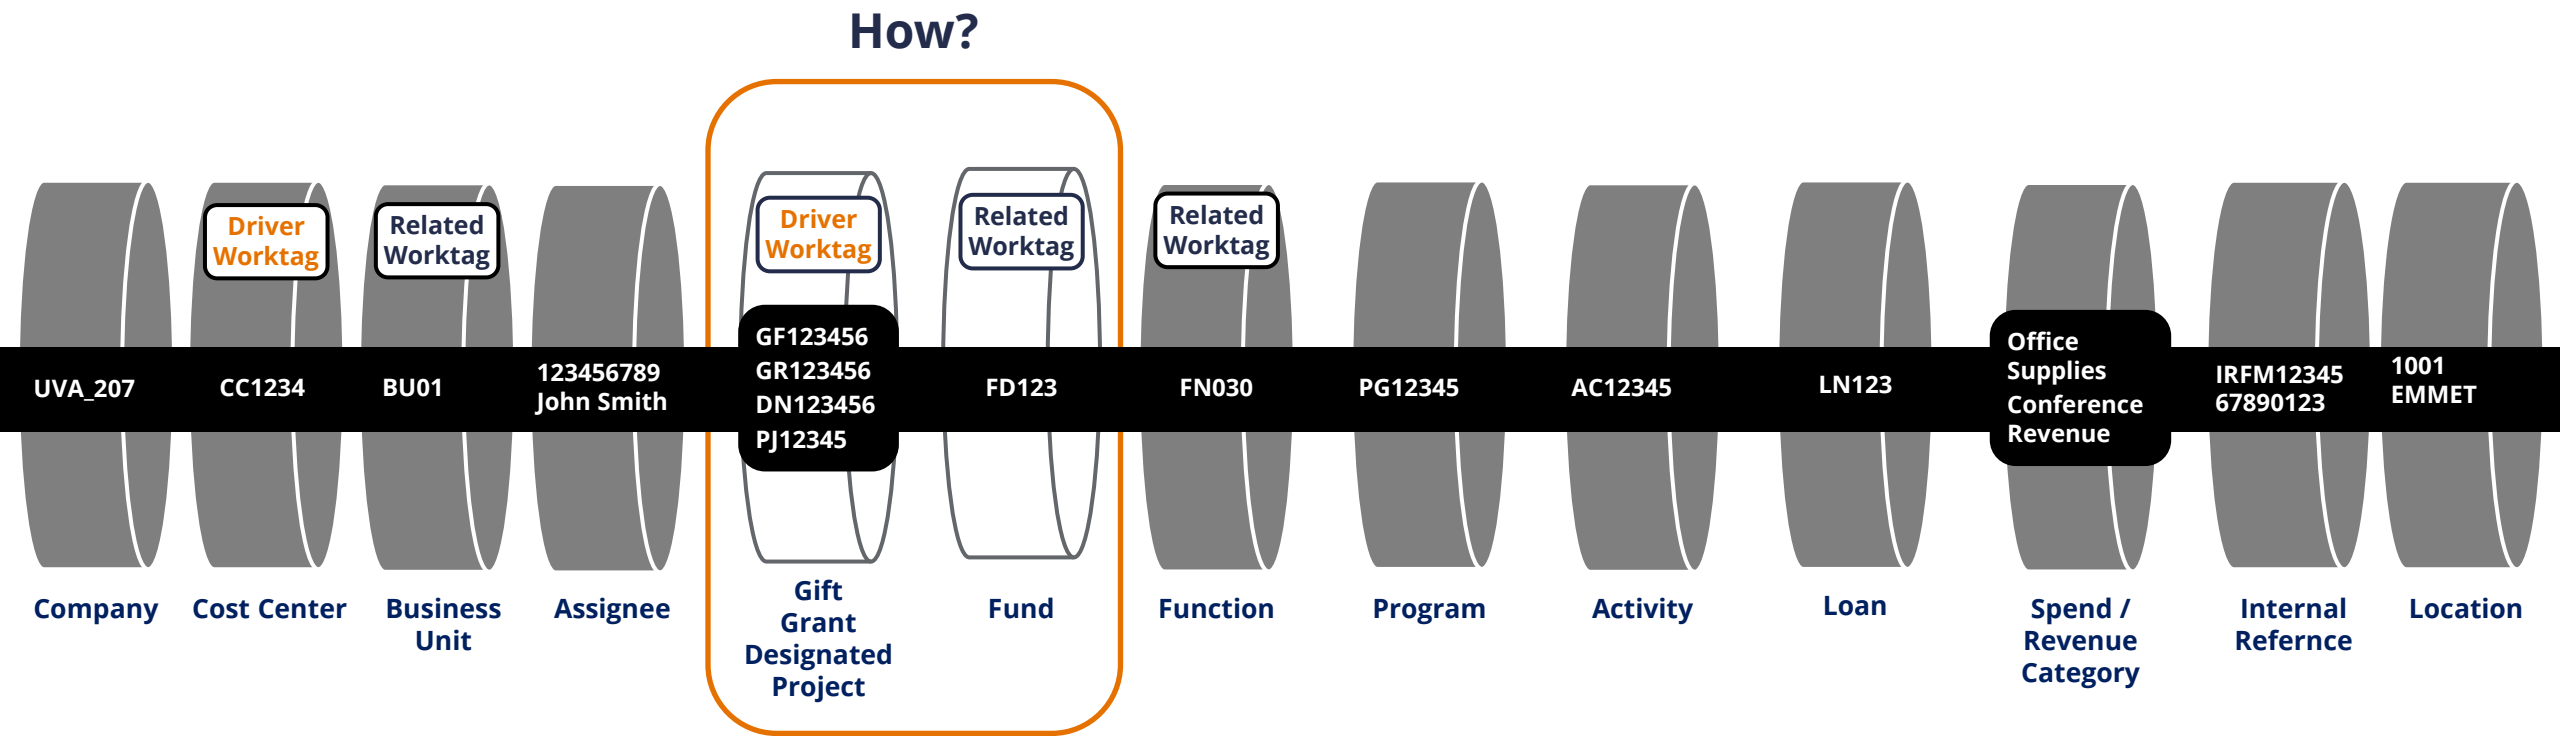 How?
Driver
Worktag
Related
Worktag
Driver
Worktag
Related
Worktag
Related
Worktag
UVA_207
CC1234
BU01
123456789
John Smith
GF123456
GR123456
DN123456
PJ12345
FD123
FN030
PG12345
AC12345
LN123
Office
Supplies
Conference
Revenue
IRFM12345
67890123
1001
EMMET
Company
Cost Center
Business
Unit
Assignee
Gift
Grant
Designated
Project
Fund
Function
Program
Activity
Loan
Spend /
Revenue
Category
Internal
Refernce
Location